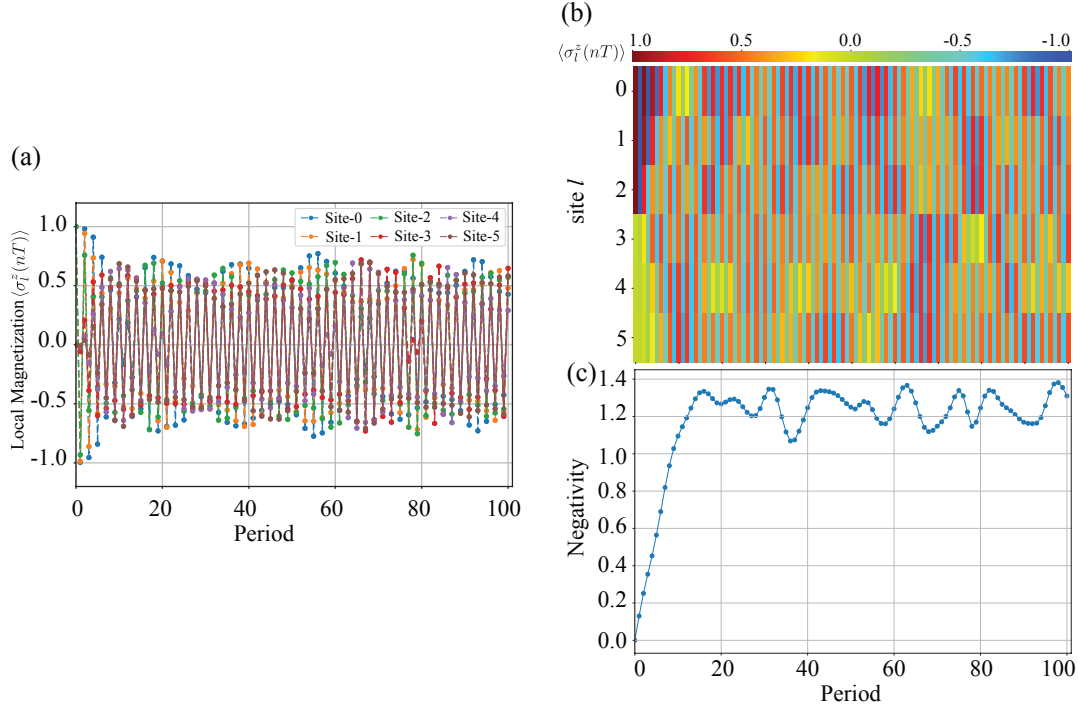 (a)
Local Magnetization ⟨σ_l^z(nT)⟩
1.0
0.5
0.0
-0.5
-1.0
Site-0 Site-2 Site-4
Site-1 Site-3 Site-5
0 20 40 60 80 100
Period
(b)
⟨σ_l^z(nT)⟩ 1.0 0.5 0.0 -0.5 -1.0
site l
0
1
2
3
4
5
(c)
Negativity
1.4
1.2
1.0
0.8
0.6
0.4
0.2
0.0
0 20 40 60 80 100
Period